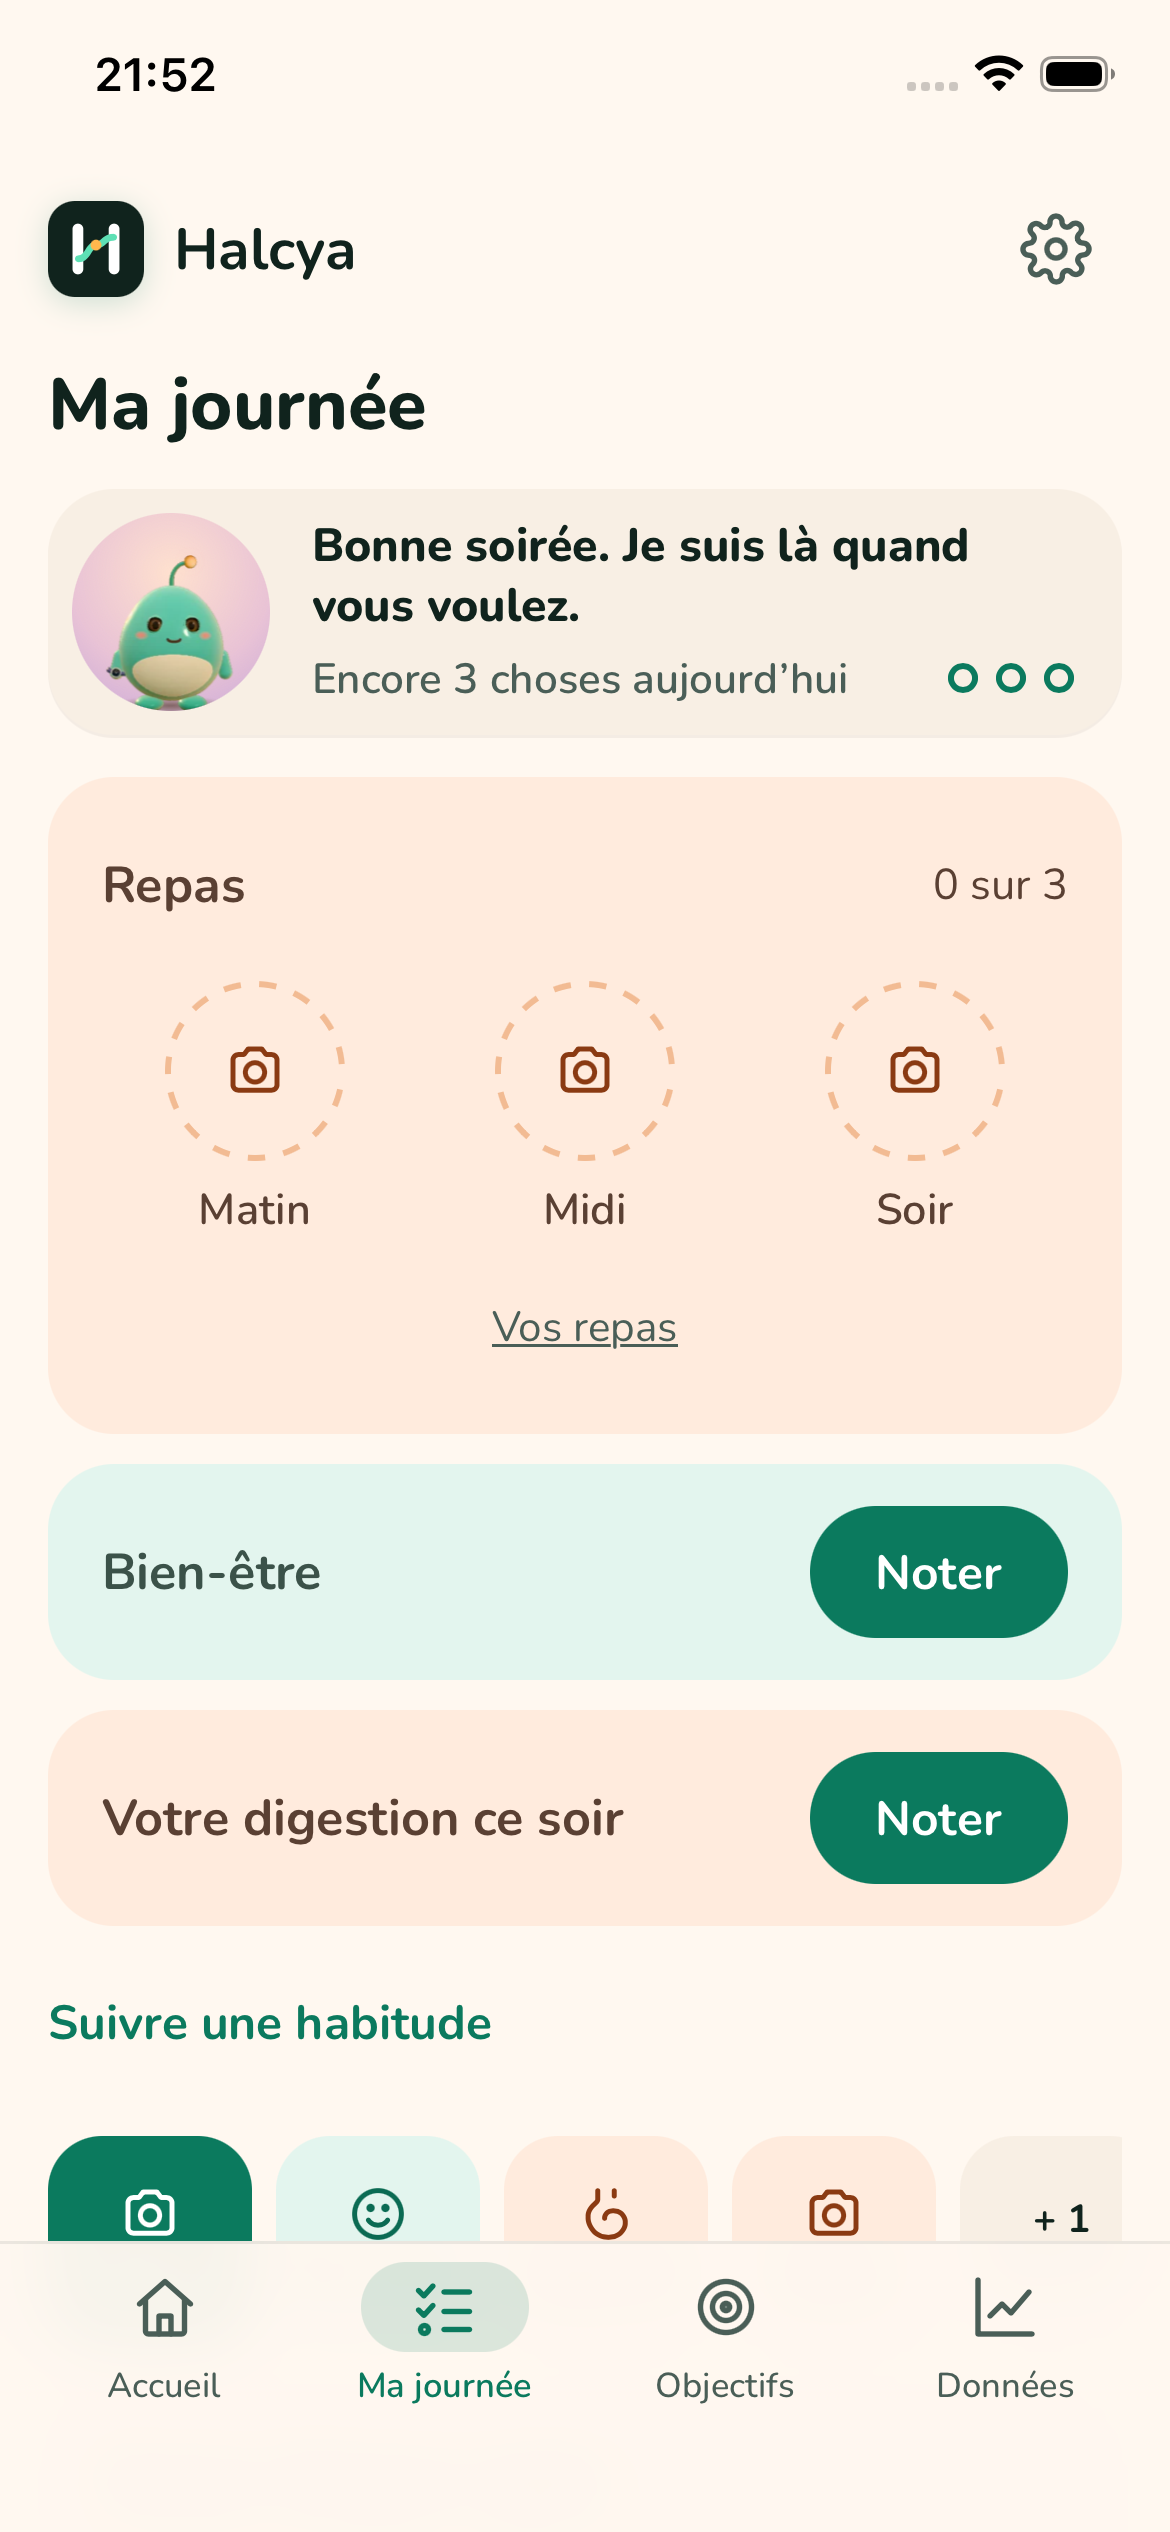 21:52
Halcya
Ma journée
Bonne soirée. Je suis là quand
vous voulez.
Encore 3 choses aujourd’hui
Repas
0 sur 3
Matin
Midi
Soir
Vos repas
Bien-être
Noter
Votre digestion ce soir
Noter
Suivre une habitude
+ 1
Accueil
Ma journée
Objectifs
Données